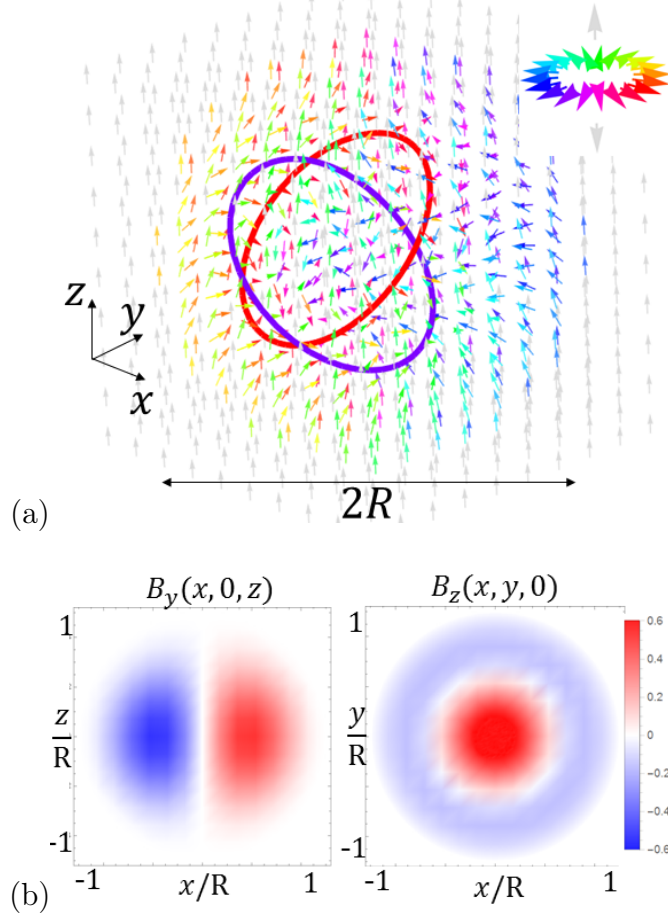 z
y
x
2R
(a)
B_y(x, 0, z) B_z(x, y, 0)
1 1 0.6
0.4
z/R y/R 0.2
0
−0.2
−0.4
-1 -1 −0.6
-1 x/R 1 -1 x/R 1
(b)